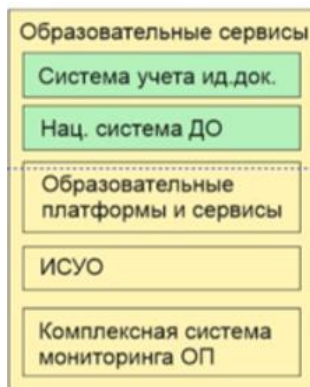 Образовательные сервисы
Система учета ид.док.
Нац. система ДО
Образовательные
платформы и сервисы
ИСУО
Комплексная система
мониторинга ОП